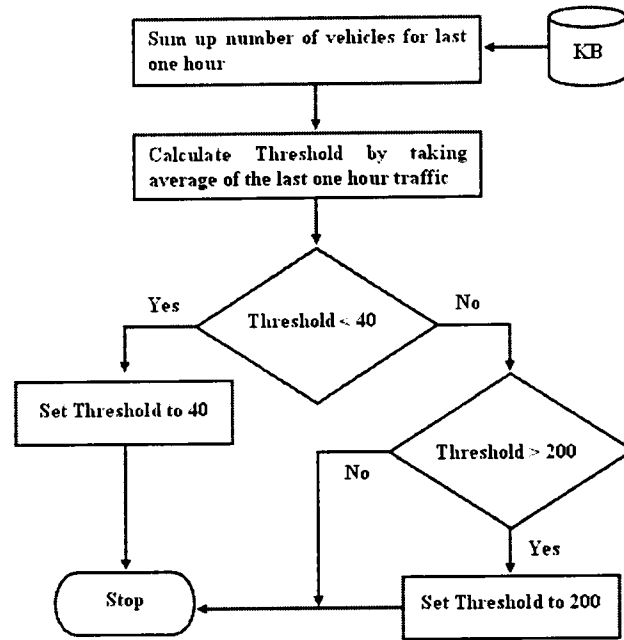 Sum up number of vehicles for last
one hour
KB
Calculate Threshold by taking
average of the last one hour traffic
Yes
Threshold < 40
No
Set Threshold to 40
No
Threshold > 200
Yes
Stop
Set Threshold to 200